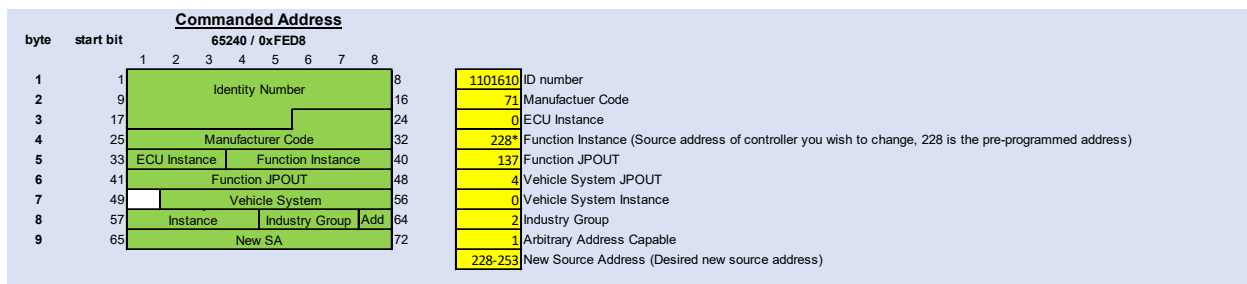 Commanded Address
byte start bit 65240 / 0xFED8
1 2 3 4 5 6 7 8
1 1 Identity Number 8 1101610 ID number
2 9 16 71 Manufactuer Code
3 17 24 0 ECU Instance
4 25 Manufacturer Code 32 228* Function Instance (Source address of controller you wish to change, 228 is the pre-programmed address)
5 33 ECU Instance Function Instance 40 137 Function JPOUT
6 41 Function JPOUT 48 4 Vehicle System JPOUT
7 49 Vehicle System 56 0 Vehicle System Instance
8 57 Instance Industry Group Add 64 2 Industry Group
9 65 New SA 72 1 Arbitrary Address Capable
228-253 New Source Address (Desired new source address)